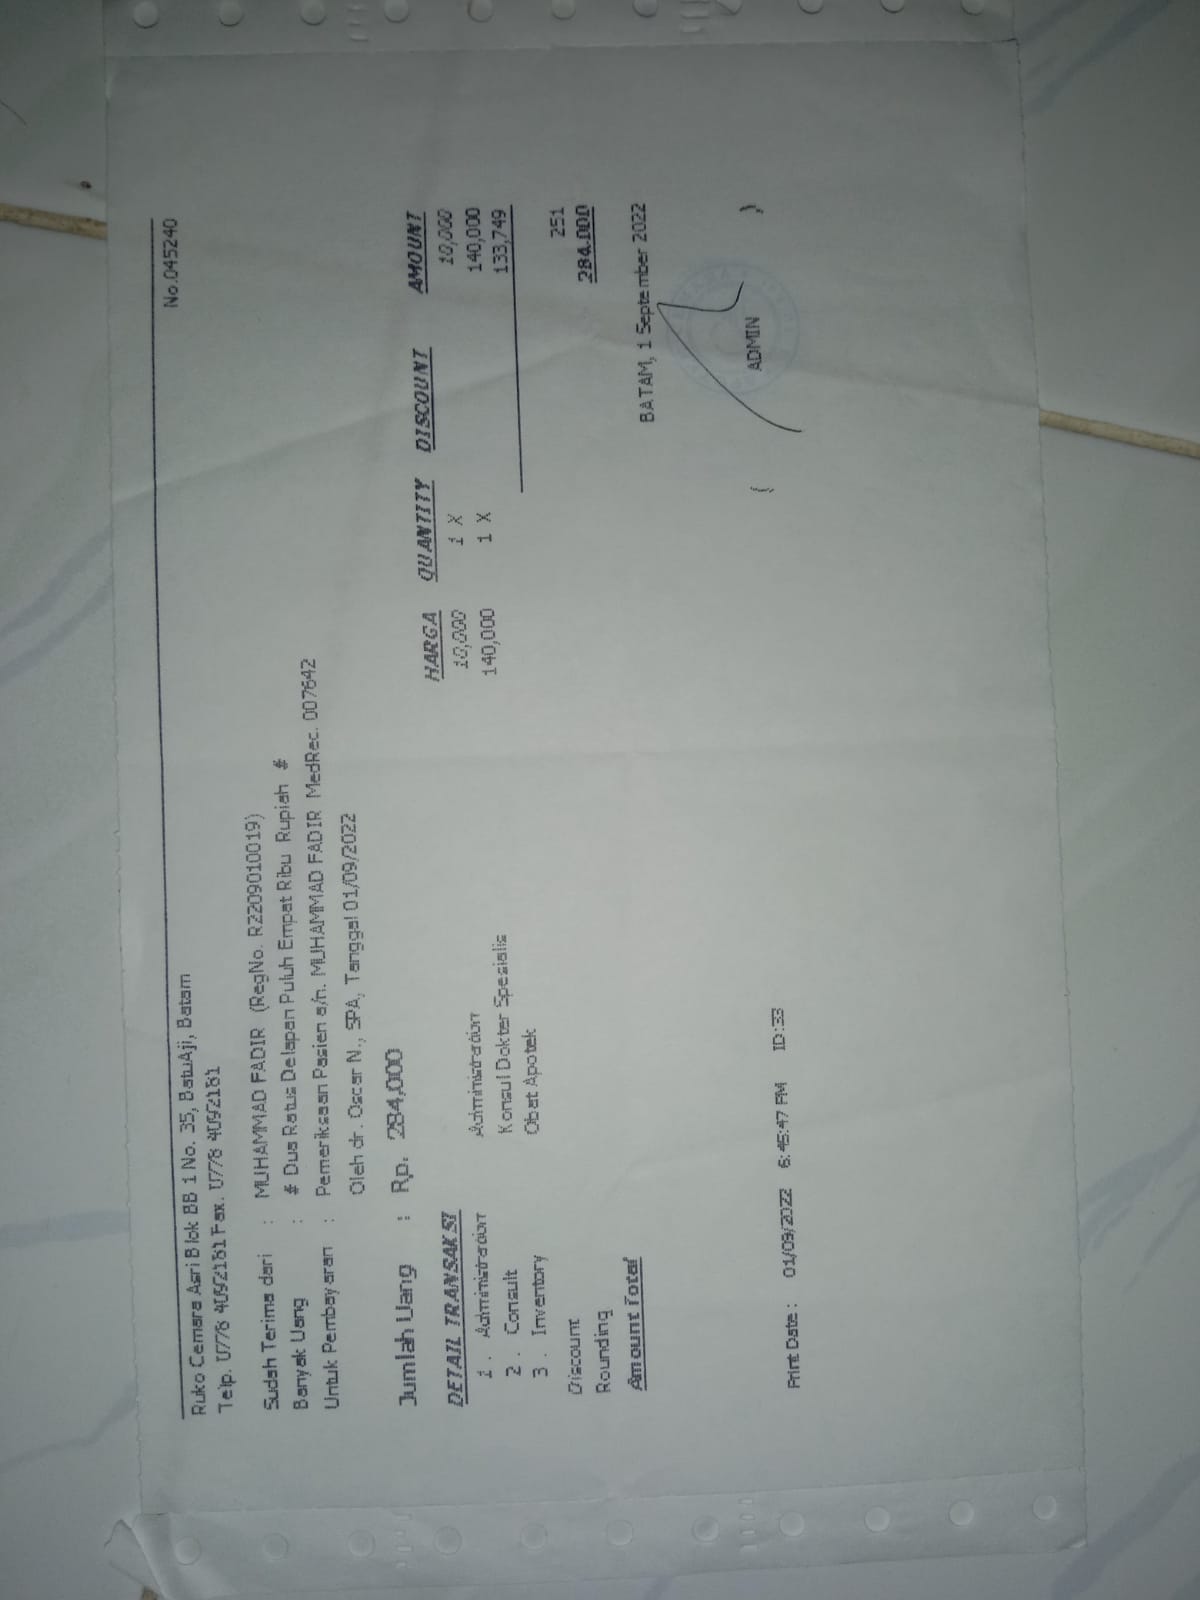 No.045240
Ruko Cemara Asri Blok BB 1 No. 35, BatuAji, Batam
Telp. 0778 4092181 Fax. 0778 4092181
Sudah Terima dari : MUHAMMAD FADIR (RegNo. R2209010019)
Banyak Uang : # Dua Ratus Delapan Puluh Empat Ribu Rupiah #
Untuk Pembayaran : Pemeriksaan Pasien a/n. MUHAMMAD FADIR MedRec. 007642
Oleh dr. Oscar N., SPA, Tanggal 01/09/2022
Jumlah Uang : Rp. 284,000
DETAIL TRANSAKSI HARGA QUANTITY DISCOUNT AMOUNT
1 . Administration Administration 10,000 1 X 10,000
2 . Consult Konsul Dokter Spesialis 140,000 1 X 140,000
3 . Inventory Obat Apotek 133,749
Discount
Rounding 251
Amount Total 284.000
BATAM, 1 September 2022
( ADMIN )
Print Date : 01/09/2022 6:45:47 PM ID:33